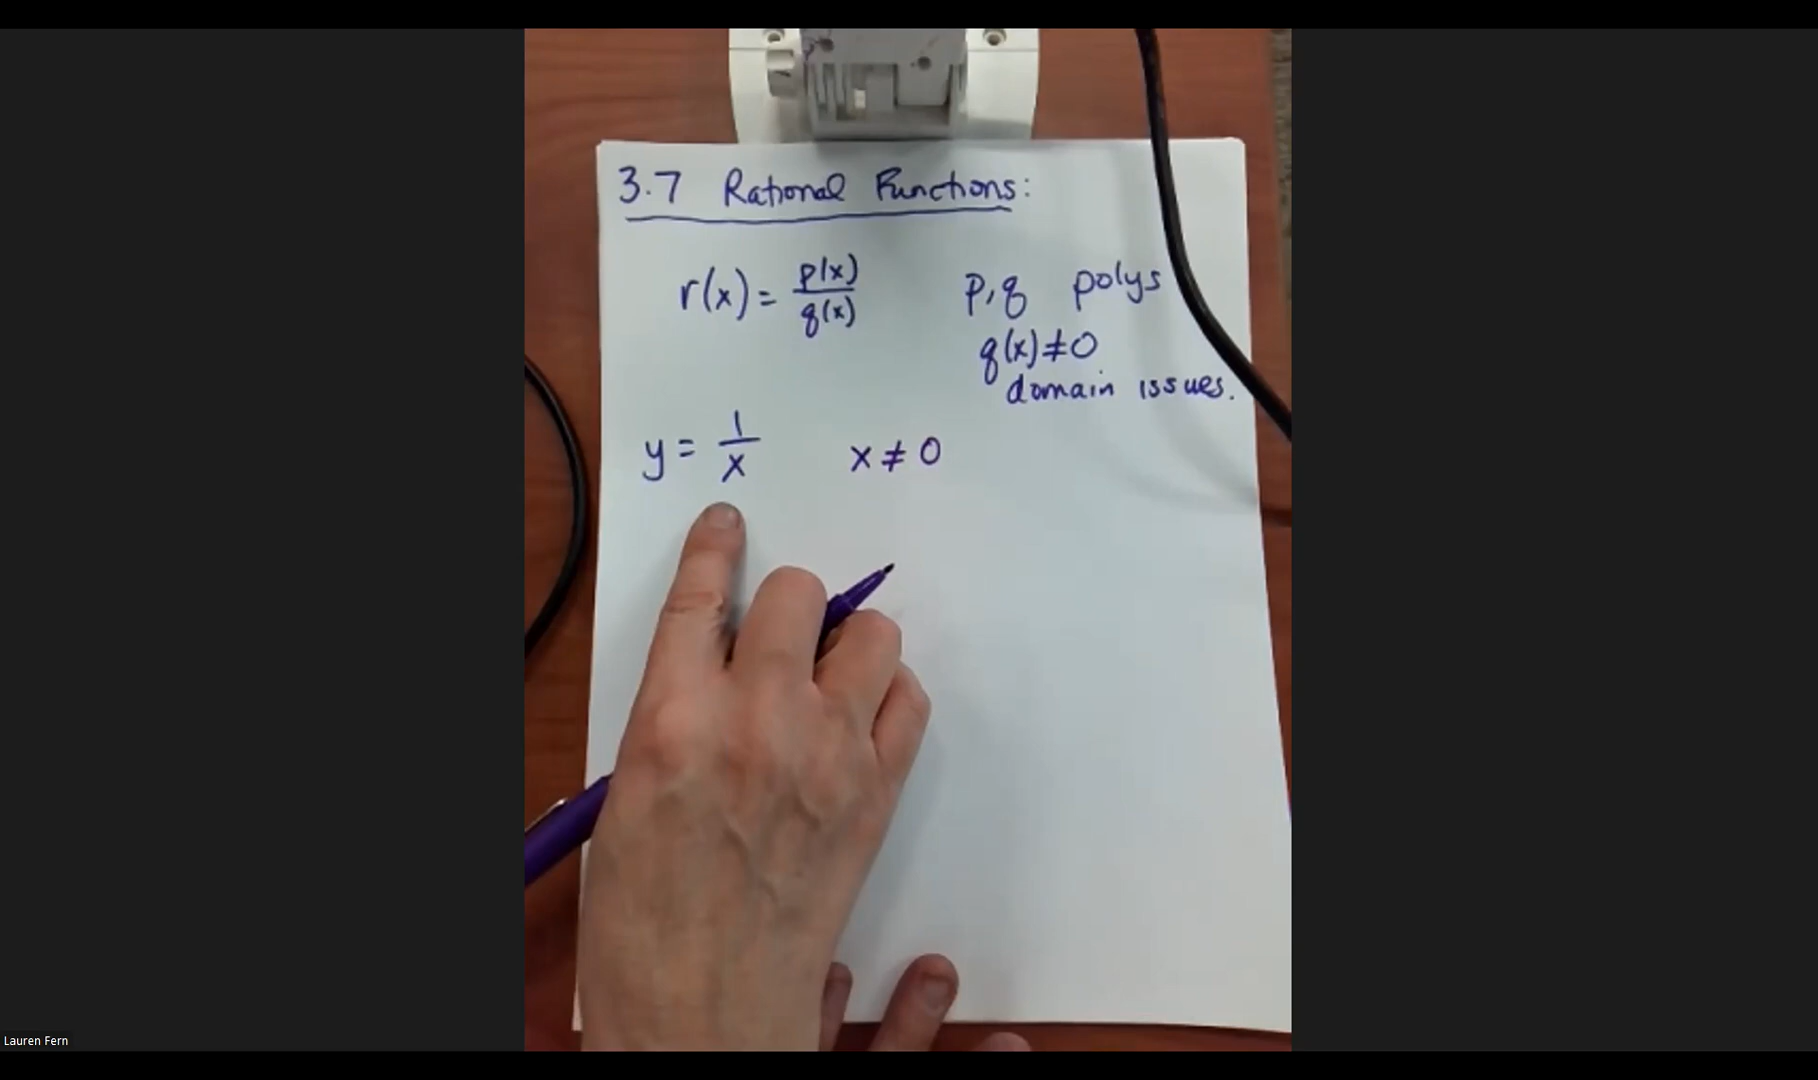 3.7 Rational Functions:
r(x) = p(x)/q(x)
p,q polys
q(x)≠0
domain issues.
y = 1/x
x ≠ 0
Lauren Fern